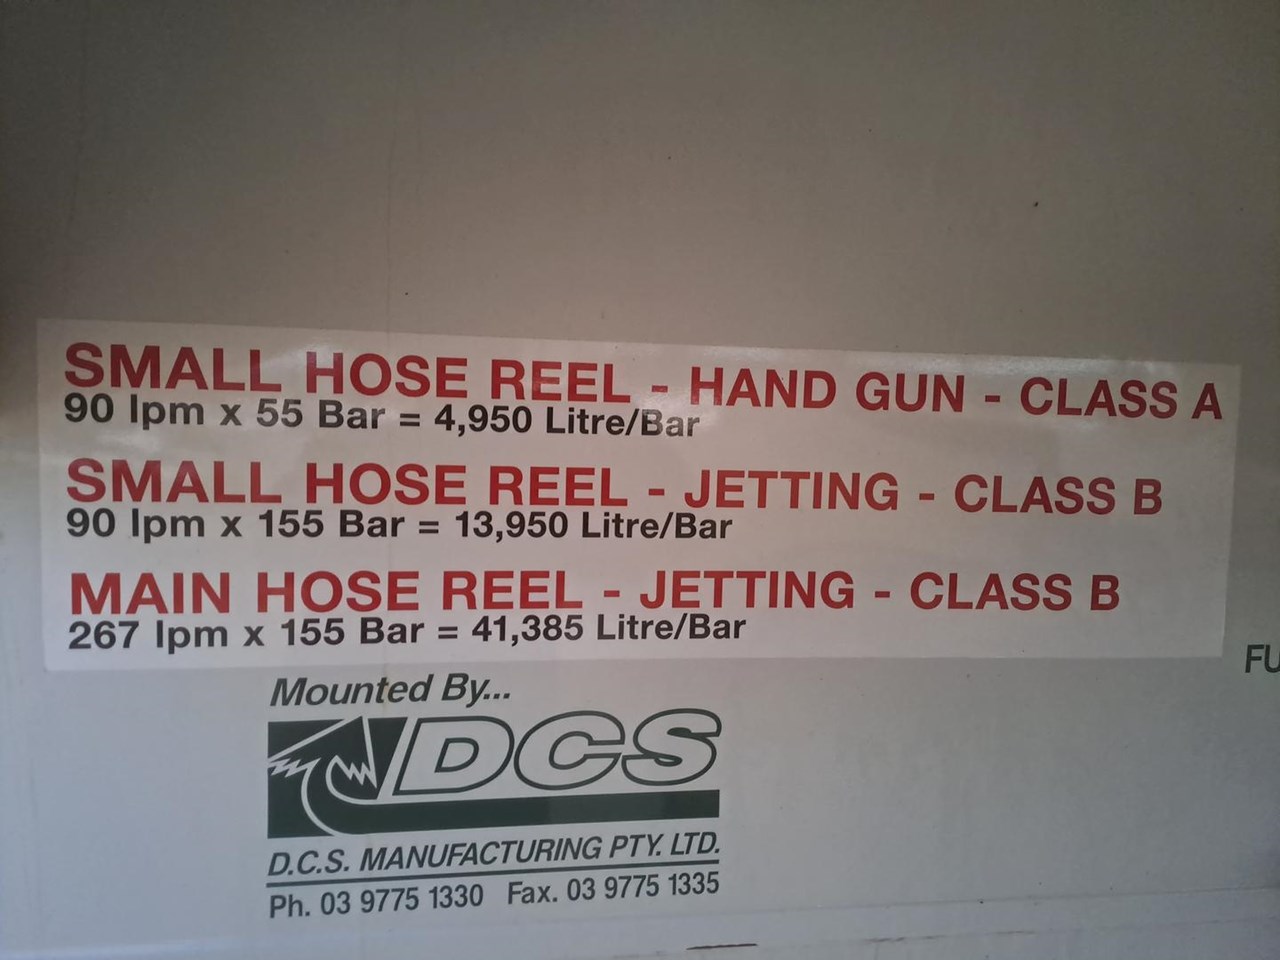 SMALL HOSE REEL - HAND GUN - CLASS A
90 lpm x 55 Bar = 4,950 Litre/Bar
SMALL HOSE REEL - JETTING - CLASS B
90 lpm x 155 Bar = 13,950 Litre/Bar
MAIN HOSE REEL - JETTING - CLASS B
267 lpm x 155 Bar = 41,385 Litre/Bar
FU
Mounted By...
DCS
D.C.S. MANUFACTURING PTY. LTD.
Ph. 03 9775 1330 Fax. 03 9775 1335